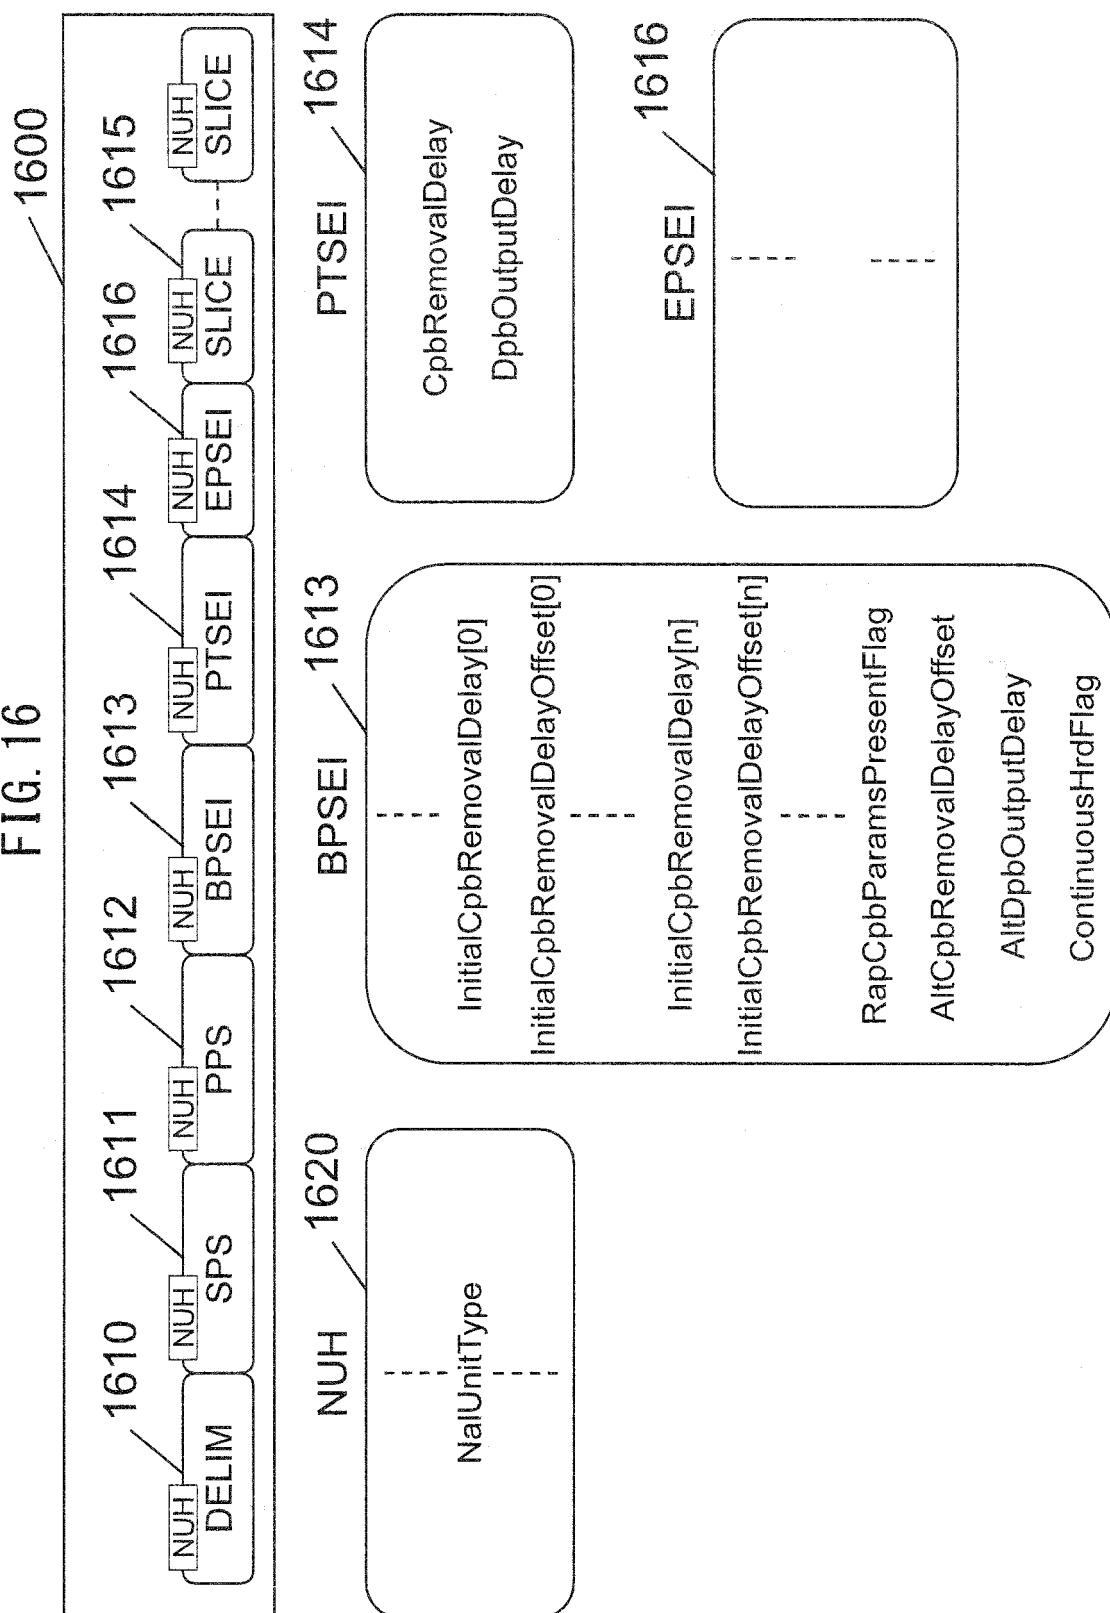 FIG. 16
1600
1610
1611
1612
1613
1614
1616
1615
NUH
NUH
NUH
NUH
NUH
NUH
NUH
NUH
DELIM
SPS
PPS
BPSEI
PTSEI
EPSEI
SLICE
SLICE
NUH
1620
NalUnitType
BPSEI
1613
InitialCpbRemovalDelay[0]
InitialCpbRemovalDelayOffset[0]
InitialCpbRemovalDelay[n]
InitialCpbRemovalDelayOffset[n]
RapCpbParamsPresentFlag
AltCpbRemovalDelayOffset
AltDpbOutputDelay
ContinuousHrdFlag
PTSEI
1614
CpbRemovalDelay
DpbOutputDelay
EPSEI
1616